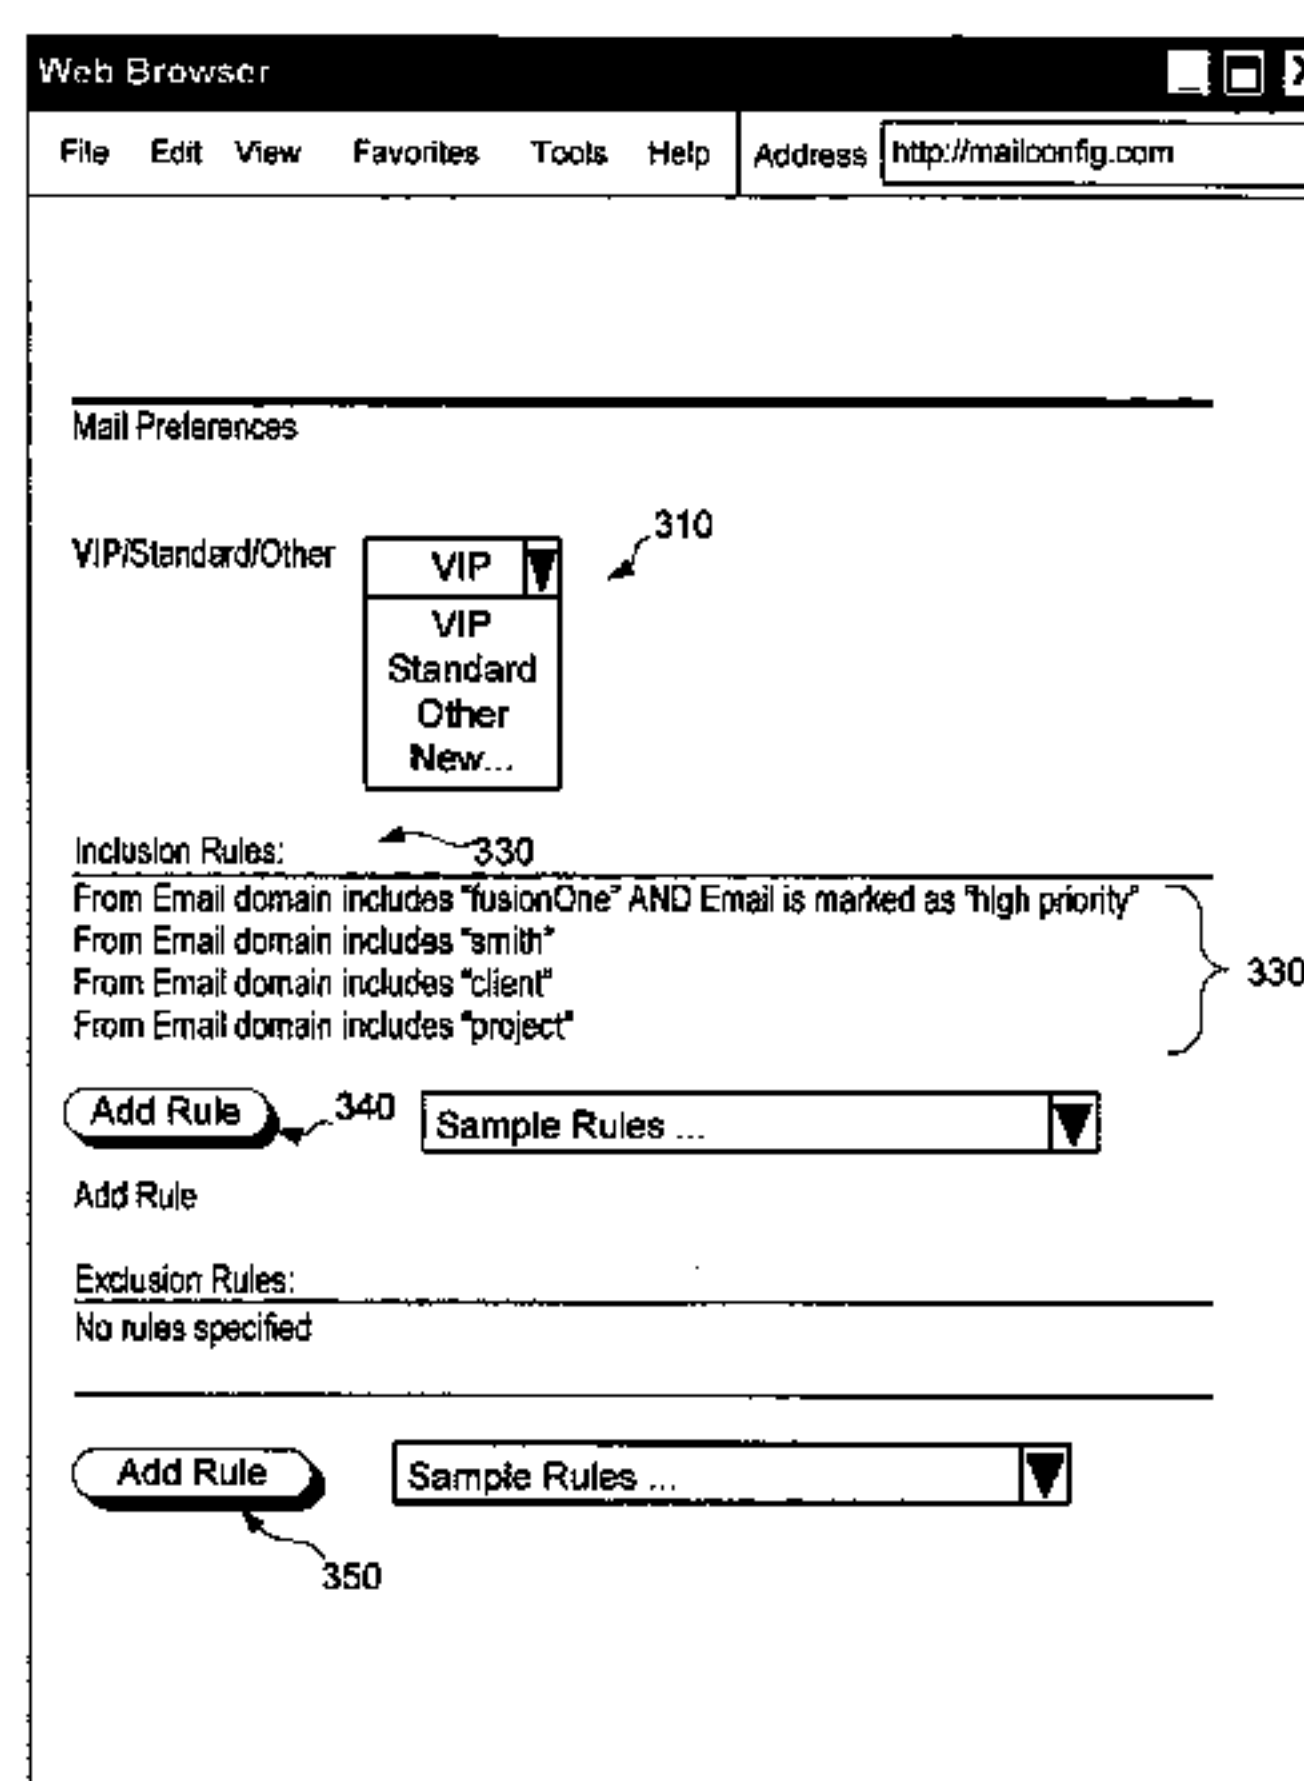 Web Browser
File Edit View Favorites Tools Help Address http://mailconfig.com
Mail Preferences
310
VIP/Standard/Other VIP
VIP
Standard
Other
New...
Inclusion Rules: 330
From Email domain includes "fusionOne" AND Email is marked as "high priority"
From Email domain includes "smith"
From Email domain includes "client"
From Email domain includes "project"
330
Add Rule 340 Sample Rules ...
Add Rule
Exclusion Rules:
No rules specified
Add Rule Sample Rules ...
350